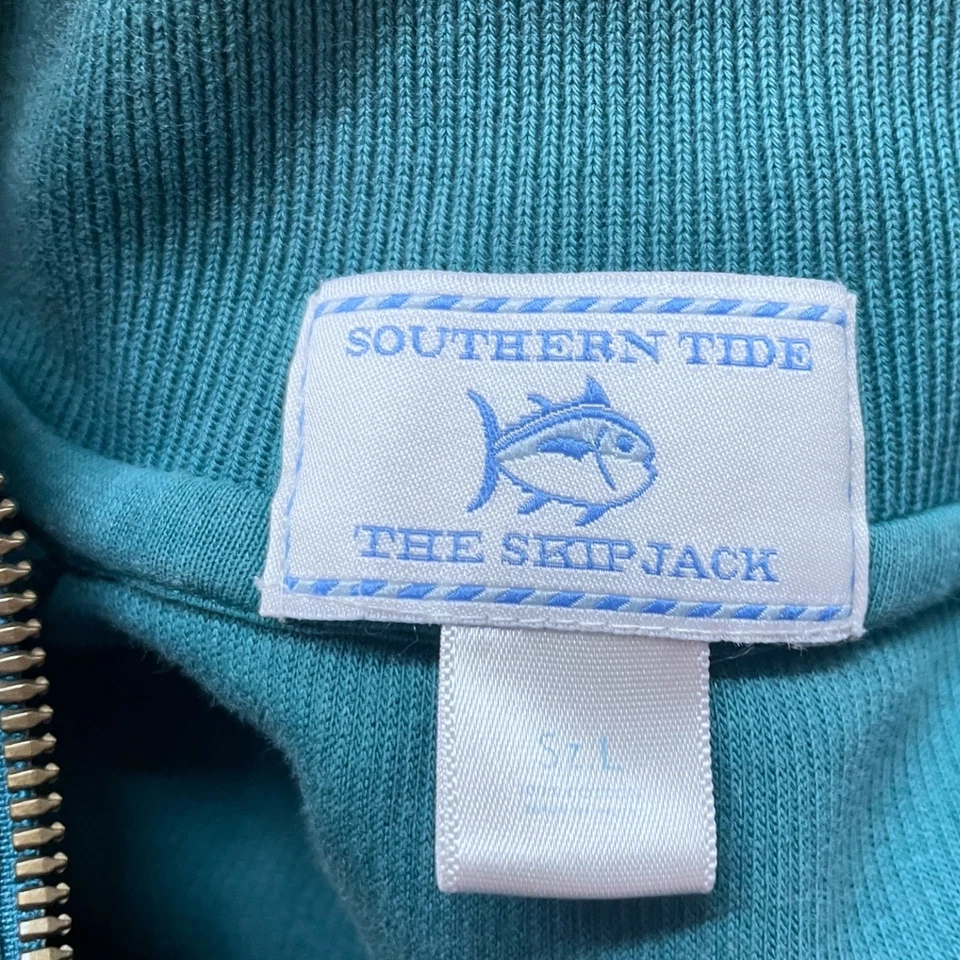 SOUTHERN TIDE
THE SKIPJACK
Sz L